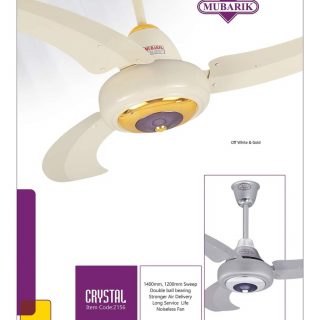 MUBARIK
MUBARIK
Off White & Gold
CRYSTAL
Item Code:2156
1400mm, 1200mm Sweep
Double ball bearing
Stronger Air Delivery
Long Service Life
Noiseless Fan